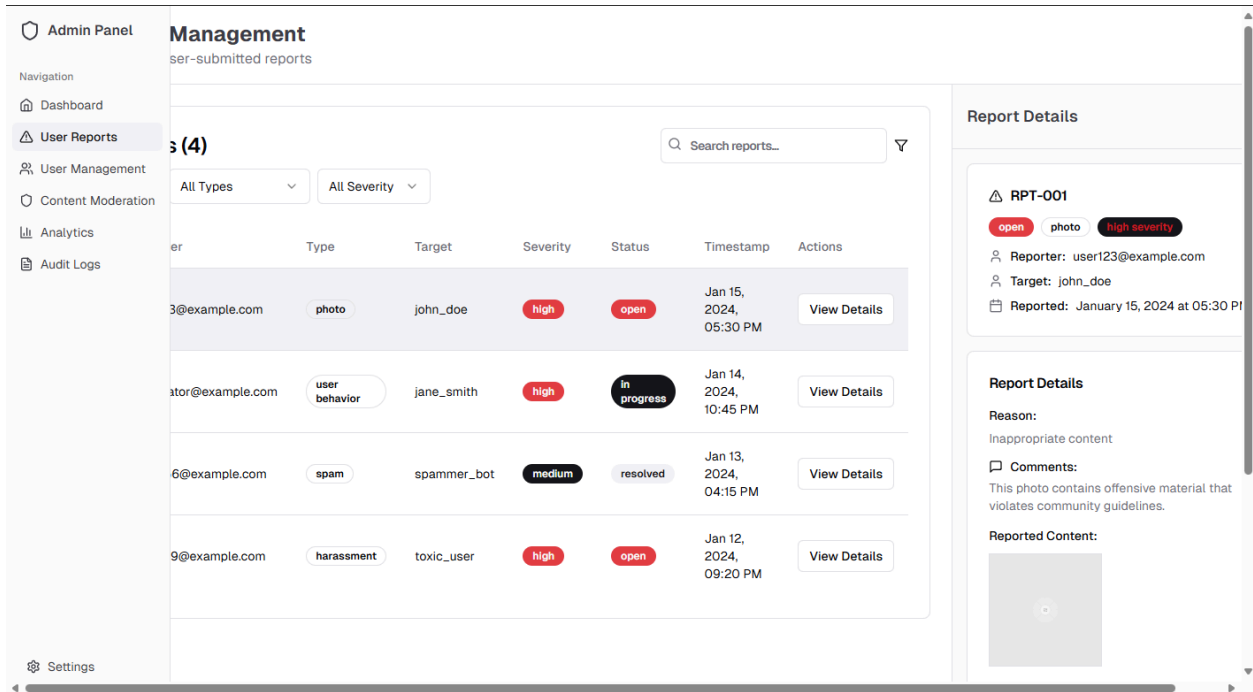 Admin Panel
Navigation
Dashboard
User Reports
User Management
Content Moderation
Analytics
Audit Logs
Settings
Management
ser-submitted reports
s (4)
Search reports...
All Types
All Severity
er Type Target Severity Status Timestamp Actions
3@example.com photo john_doe high open Jan 15, 2024, 05:30 PM View Details
ator@example.com user behavior jane_smith high in progress Jan 14, 2024, 10:45 PM View Details
6@example.com spam spammer_bot medium resolved Jan 13, 2024, 04:15 PM View Details
9@example.com harassment toxic_user high open Jan 12, 2024, 09:20 PM View Details
Report Details
RPT-001
open photo high severity
Reporter: user123@example.com
Target: john_doe
Reported: January 15, 2024 at 05:30 P
Report Details
Reason:
Inappropriate content
Comments:
This photo contains offensive material that
violates community guidelines.
Reported Content: